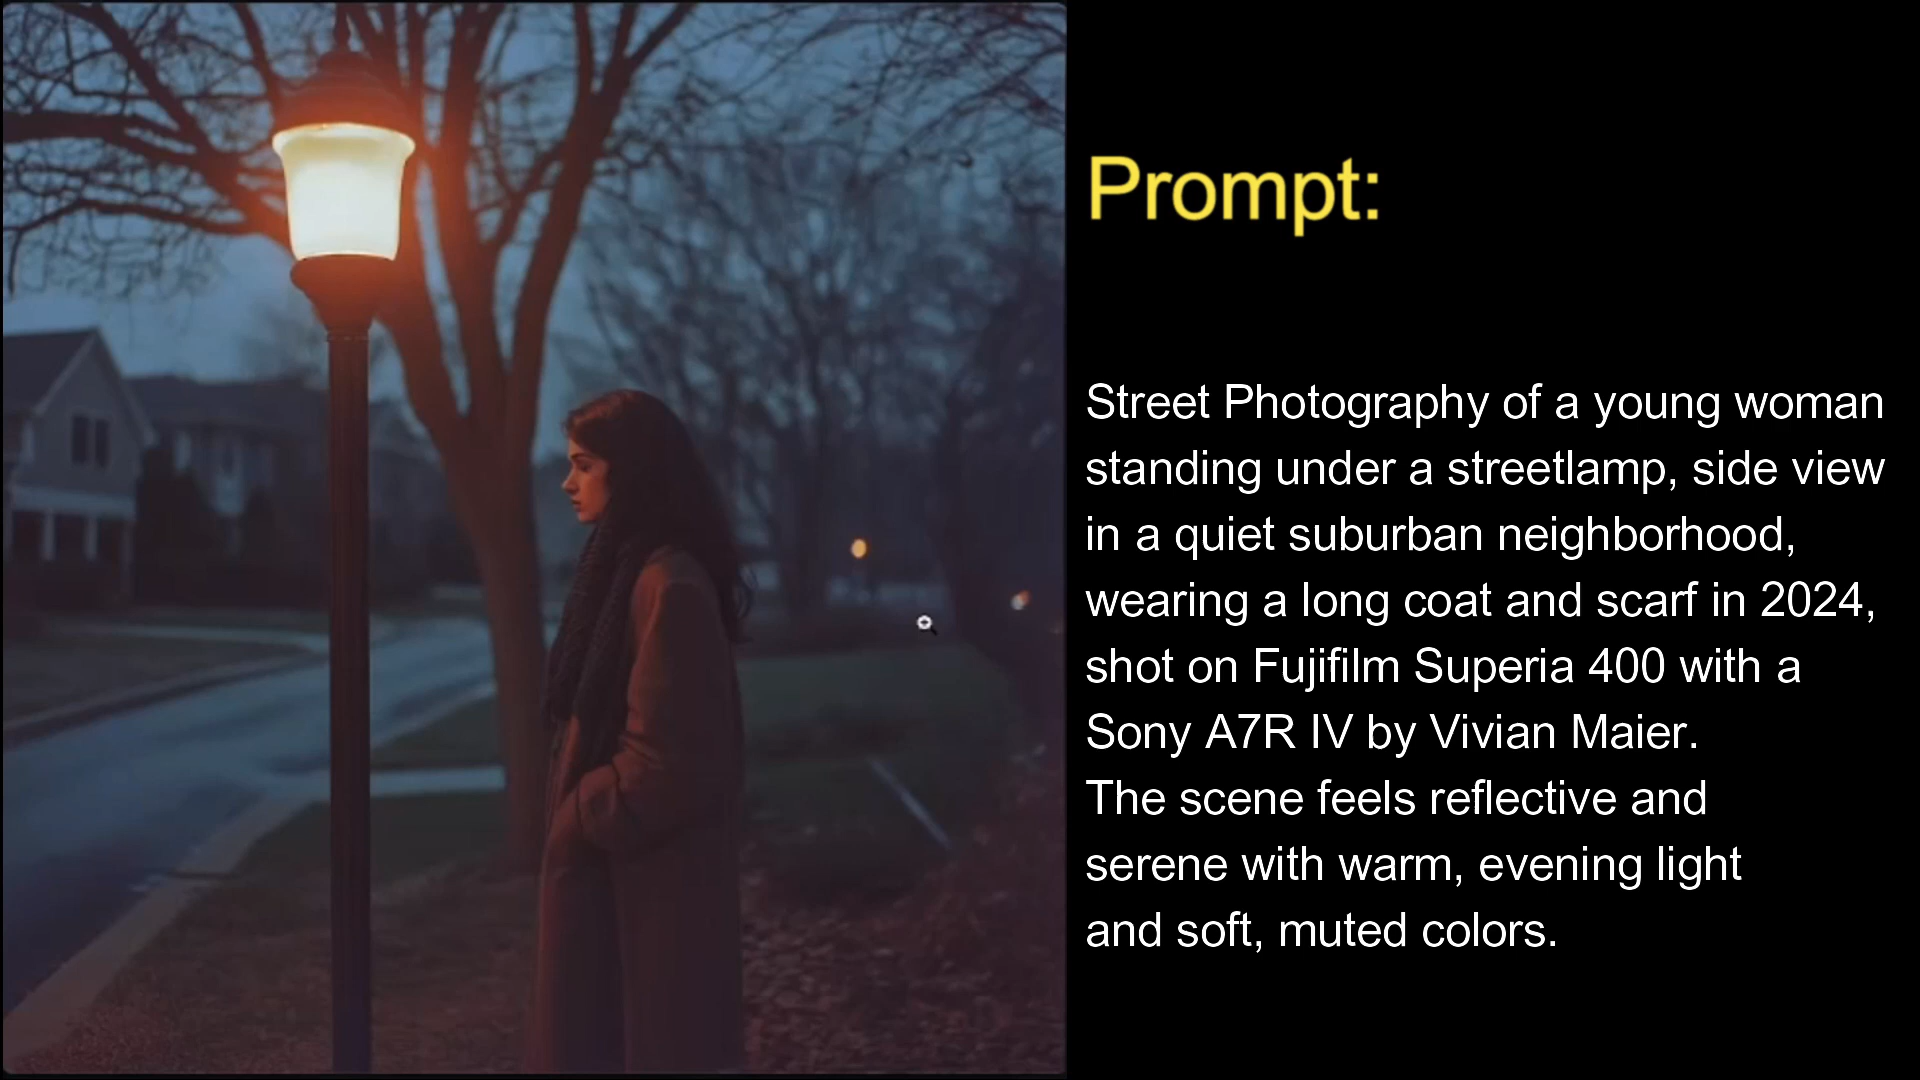 Prompt:
Street Photography of a young woman
standing under a streetlamp, side view
in a quiet suburban neighborhood,
wearing a long coat and scarf in 2024,
shot on Fujifilm Superia 400 with a
Sony A7R IV by Vivian Maier.
The scene feels reflective and
serene with warm, evening light
and soft, muted colors.